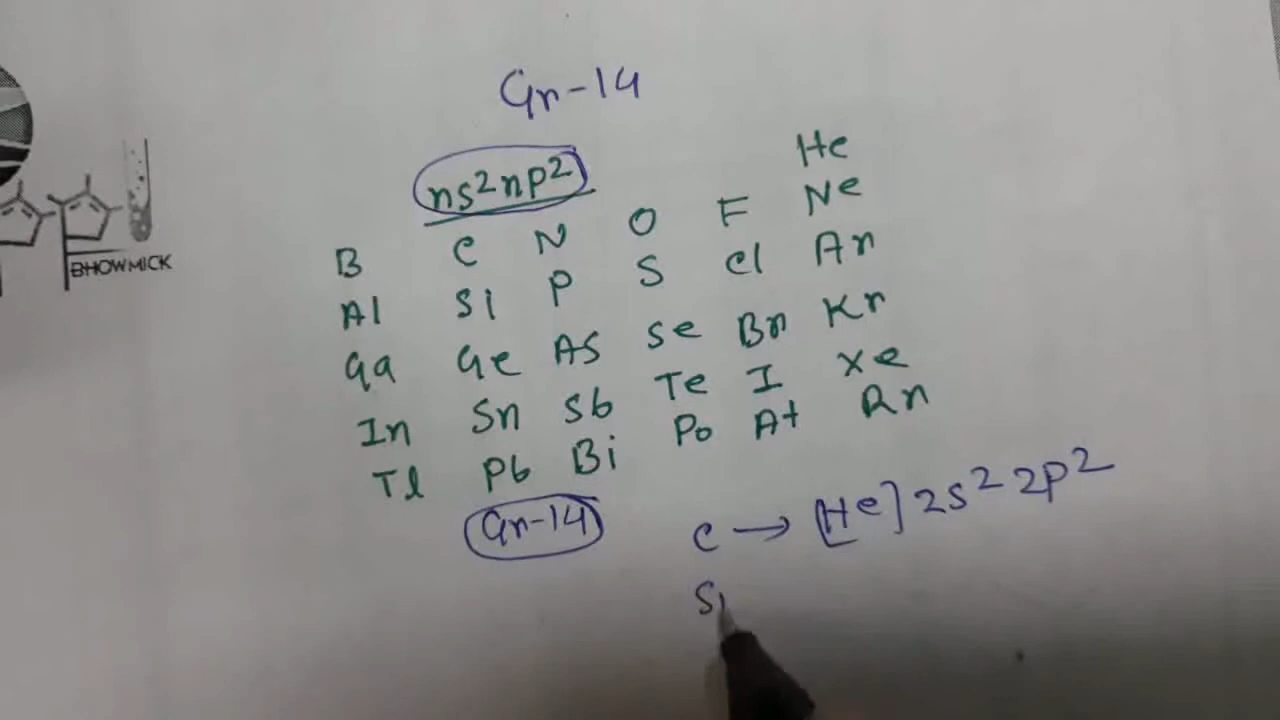 Gr-14
ns²np²
He
Ne
B C N O F
Al Si P S Cl Ar
Ga Ge As Se Br Kr
In Sn Sb Te I Xe
Tl Pb Bi Po At Rn
Gr-14
C → [He] 2s² 2p²
Si
BHOWMICK